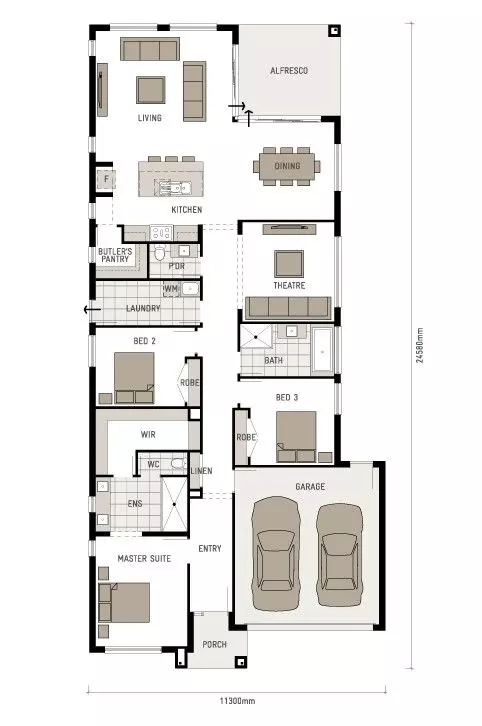 ALFRESCO
LIVING
DINING
F
KITCHEN
BUTLER'S
PANTRY
P'DR
THEATRE
WM
LAUNDRY
BED 2
BATH
ROBE
BED 3
WIR
ROBE
WC
LINEN
GARAGE
ENS
ENTRY
MASTER SUITE
PORCH
24580mm
11300mm